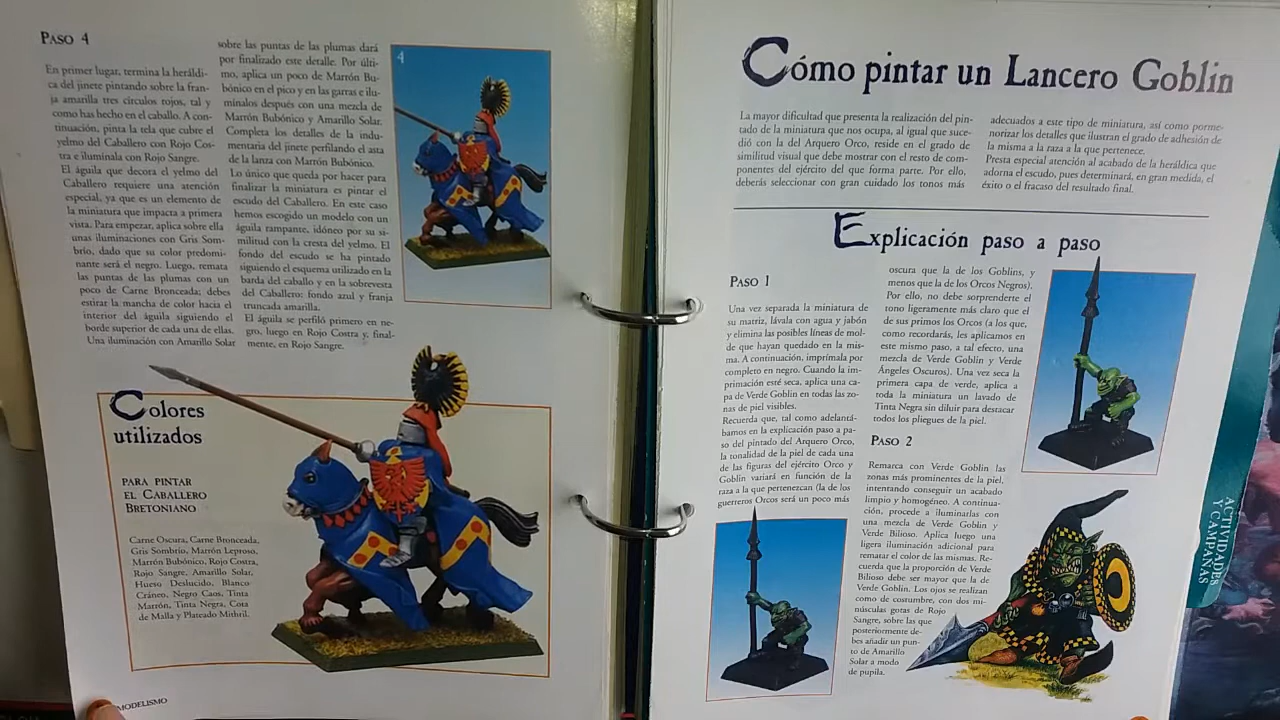 PASO 4
En primer lugar, termina la heráldi-
ca del jinete pintando sobre la fran-
ja amarilla tres círculos rojos, tal y
como has hecho en el caballo. A con-
tinuación, pinta la tela que cubre el
yelmo del Caballero con Rojo Cos-
tra e ilumínala con Rojo Sangre.
El águila que decora el yelmo del
Caballero requiere una atención
especial, ya que es un elemento de
la miniatura que impacta a primera
vista. Para empezar, aplica sobre ella
unas iluminaciones con Gris Som-
brío, dado que su color predomi-
nante será el negro. Luego, remata
las puntas de las plumas con un
poco de Carne Bronceada; debes
estirar la mancha de color hacia el
interior del águila siguiendo el
borde superior de cada una de ellas.
Una iluminación con Amarillo Solar
sobre las puntas de las plumas dará
por finalizado este detalle. Por últi-
mo, aplica un poco de Marrón Bu-
bónico en el pico y en las garras e ilu-
mínalos después con una mezcla de
Marrón Bubónico y Amarillo Solar.
Completa los detalles de la indu-
mentaria del jinete perfilando el asta
de la lanza con Marrón Bubónico.
Lo único que queda por hacer para
finalizar la miniatura es pintar el
escudo del Caballero. En este caso
hemos escogido un modelo con un
águila rampante, idóneo por su si-
militud con la cresta del yelmo. El
fondo del escudo se ha pintado
siguiendo el esquema utilizado en la
barda del caballo y en la sobrevesta
del Caballero: fondo azul y franja
truncada amarilla.
El águila se perfiló primero en ne-
gro, luego en Rojo Costra y, final-
mente, en Rojo Sangre.
4
Colores
utilizados
PARA PINTAR
EL CABALLERO
BRETONIANO
Carne Oscura, Carne Bronceada,
Gris Sombrío, Marrón Leproso,
Marrón Bubónico, Rojo Costra,
Rojo Sangre, Amarillo Solar,
Hueso Deslucido, Blanco
Cráneo, Negro Caos, Tinta
Marrón, Tinta Negra, Cota
de Malla y Plateado Mithril.
MODELISMO
Cómo pintar un Lancero Goblin
La mayor dificultad que presenta la realización del pin-
tado de la miniatura que nos ocupa, al igual que suce-
dió con la del Arquero Orco, reside en el grado de
similitud visual que debe mostrar con el resto de com-
ponentes del ejército del que forma parte. Por ello,
deberás seleccionar con gran cuidado los tonos más
adecuados a este tipo de miniatura, así como porme-
norizar los detalles que ilustran el grado de adhesión de
la misma a la raza a la que pertenece.
Presta especial atención al acabado de la heráldica que
adorna el escudo, pues determinará, en gran medida, el
éxito o el fracaso del resultado final.
Explicación paso a paso
PASO 1
Una vez separada la miniatura de
su matriz, lávala con agua y jabón
y elimina las posibles líneas de mol-
de que hayan quedado en la mis-
ma. A continuación, imprímala por
completo en negro. Cuando la im-
primación esté seca, aplica una ca-
pa de Verde Goblin en todas las zo-
nas de piel visibles.
Recuerda que, tal como adelantá-
bamos en la explicación paso a pa-
so del pintado del Arquero Orco,
la tonalidad de la piel de cada una
de las figuras del ejército Orco y
Goblin variará en función de la
raza a la que pertenezcan (la de los
guerreros Orcos será un poco más
oscura que la de los Goblins, y
menos que la de los Orcos Negros).
Por ello, no debe sorprenderte el
tono ligeramente más claro que el
de sus primos los Orcos (a los que,
como recordarás, les aplicamos en
este mismo paso, a tal efecto, una
mezcla de Verde Goblin y Verde
Ángeles Oscuros). Una vez seca la
primera capa de verde, aplica a
toda la miniatura un lavado de
Tinta Negra sin diluir para destacar
todos los pliegues de la piel.
PASO 2
Remarca con Verde Goblin las
zonas más prominentes de la piel,
intentando conseguir un acabado
limpio y homogéneo. A continua-
ción, procede a iluminarlas con
una mezcla de Verde Goblin y
Verde Bilioso. Aplica luego una
ligera iluminación adicional para
rematar el color de las mismas. Re-
cuerda que la proporción de Verde
Bilioso debe ser mayor que la de
Verde Goblin. Los ojos se realizan
como de costumbre, con dos mi-
núsculas gotas de Rojo
Sangre, sobre las que
posteriormente de-
bes añadir un pun-
to de Amarillo
Solar a modo
de pupila.
ACTIVIDADES
Y CAMPAÑAS